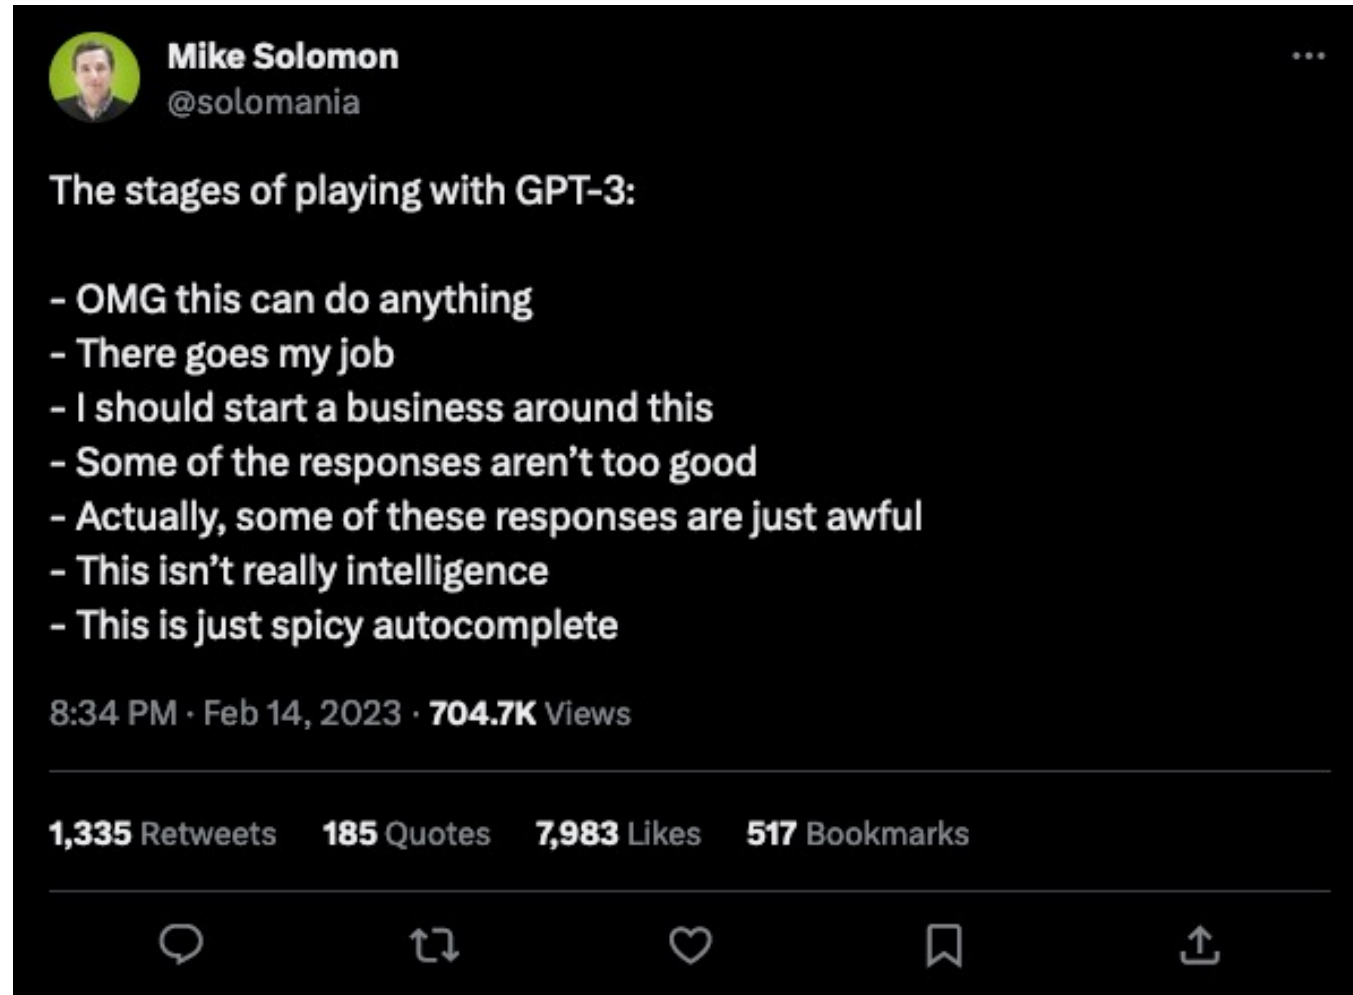 Mike Solomon
@solomania
The stages of playing with GPT-3:
- OMG this can do anything
- There goes my job
- I should start a business around this
- Some of the responses aren’t too good
- Actually, some of these responses are just awful
- This isn’t really intelligence
- This is just spicy autocomplete
8:34 PM · Feb 14, 2023 · 704.7K Views
1,335 Retweets 185 Quotes 7,983 Likes 517 Bookmarks